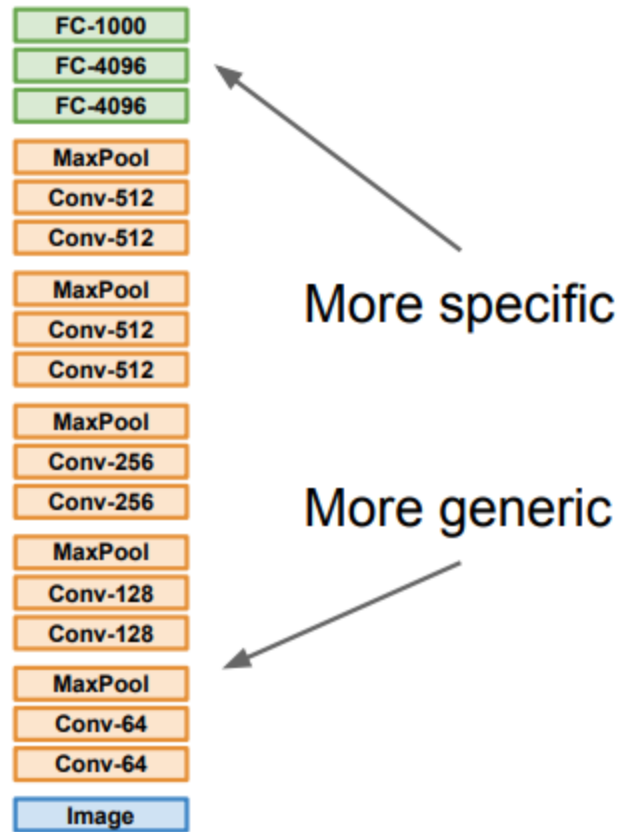 FC-1000
FC-4096
FC-4096
MaxPool
Conv-512
Conv-512
MaxPool
Conv-512
Conv-512
MaxPool
Conv-256
Conv-256
MaxPool
Conv-128
Conv-128
MaxPool
Conv-64
Conv-64
Image
More specific
More generic